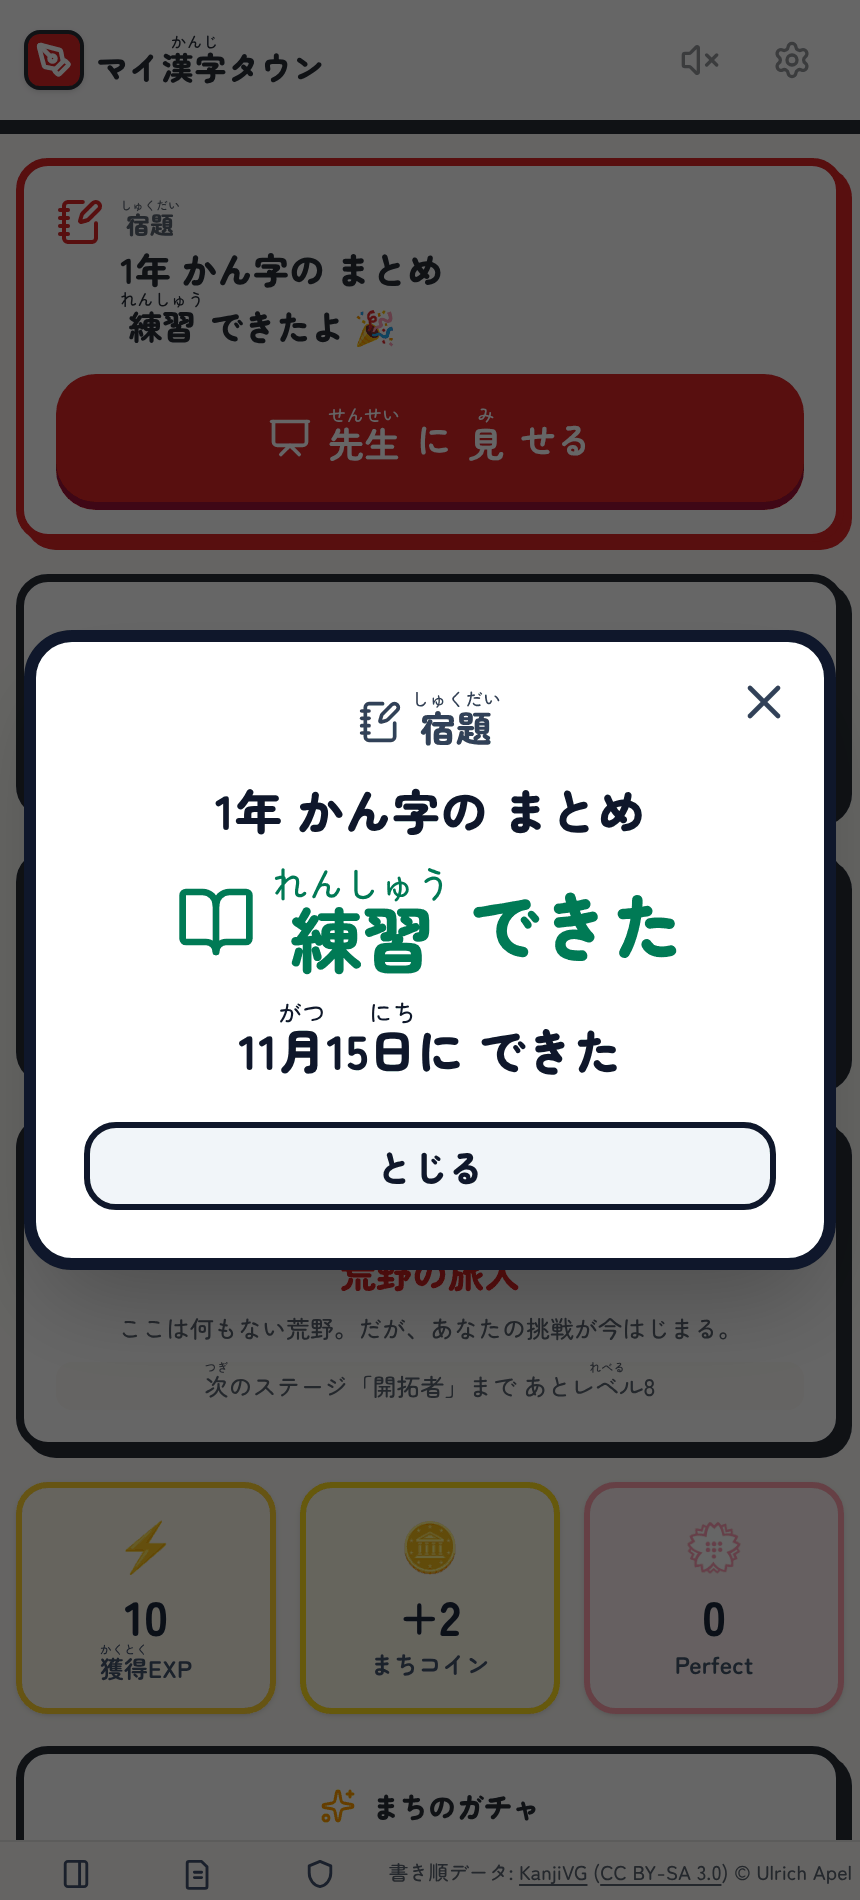 かんじ
マイ漢字タウン
しゅくだい
宿題
1年 かん字の まとめ
れんしゅう
練習 できたよ 🎉
せんせい み
先生 に 見 せる
しゅくだい
宿題
1年 かん字の まとめ
れんしゅう
練習 できた
がつ にち
11月15日に できた
とじる
荒野の旅人
ここは何もない荒野。だが、あなたの挑戦が今はじまる。
つぎ れべる
次のステージ「開拓者」まで あとレベル8
10
かくとく
獲得EXP
+2
まちコイン
0
Perfect
まちのガチャ
書き順データ: KanjiVG (CC BY-SA 3.0) © Ulrich Apel